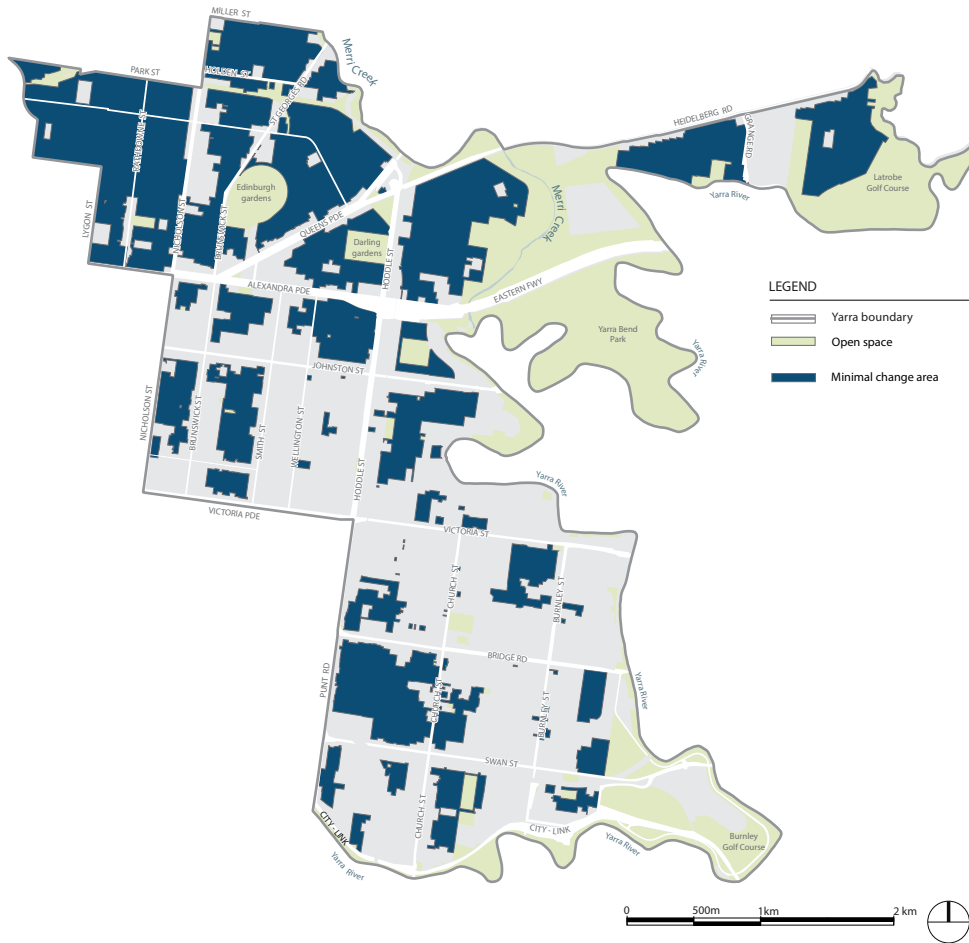 MILLER ST
Merri Creek
PARK ST
HOLDEN ST
ST GEORGES RD
HEIDELBERG RD
GRANGE RD
RATHDOWNE ST
Latrobe
Golf Course
Edinburgh
gardens
Yarra River
Merri Creek
LYGON ST
NICHOLSON ST
BRUNSWICK ST
QUEENS PDE
Darling
gardens
HODDLE ST
ALEXANDRA PDE
EASTERN FWY
LEGEND
Yarra boundary
Open space
Minimal change area
Yarra Bend
Park
Yarra River
JOHNSTON ST
NICHOLSON ST
BRUNSWICK ST
SMITH ST
WELLINGTON ST
HODDLE ST
Yarra River
VICTORIA PDE
VICTORIA ST
CHURCH ST
BURNLEY ST
BRIDGE RD
PUNT RD
CHURCH ST
BURNLEY ST
Yarra River
SWAN ST
CHURCH ST
CITY - LINK
CITY - LINK
Yarra River
Yarra River
Burnley
Golf Course
0 500m 1km 2 km